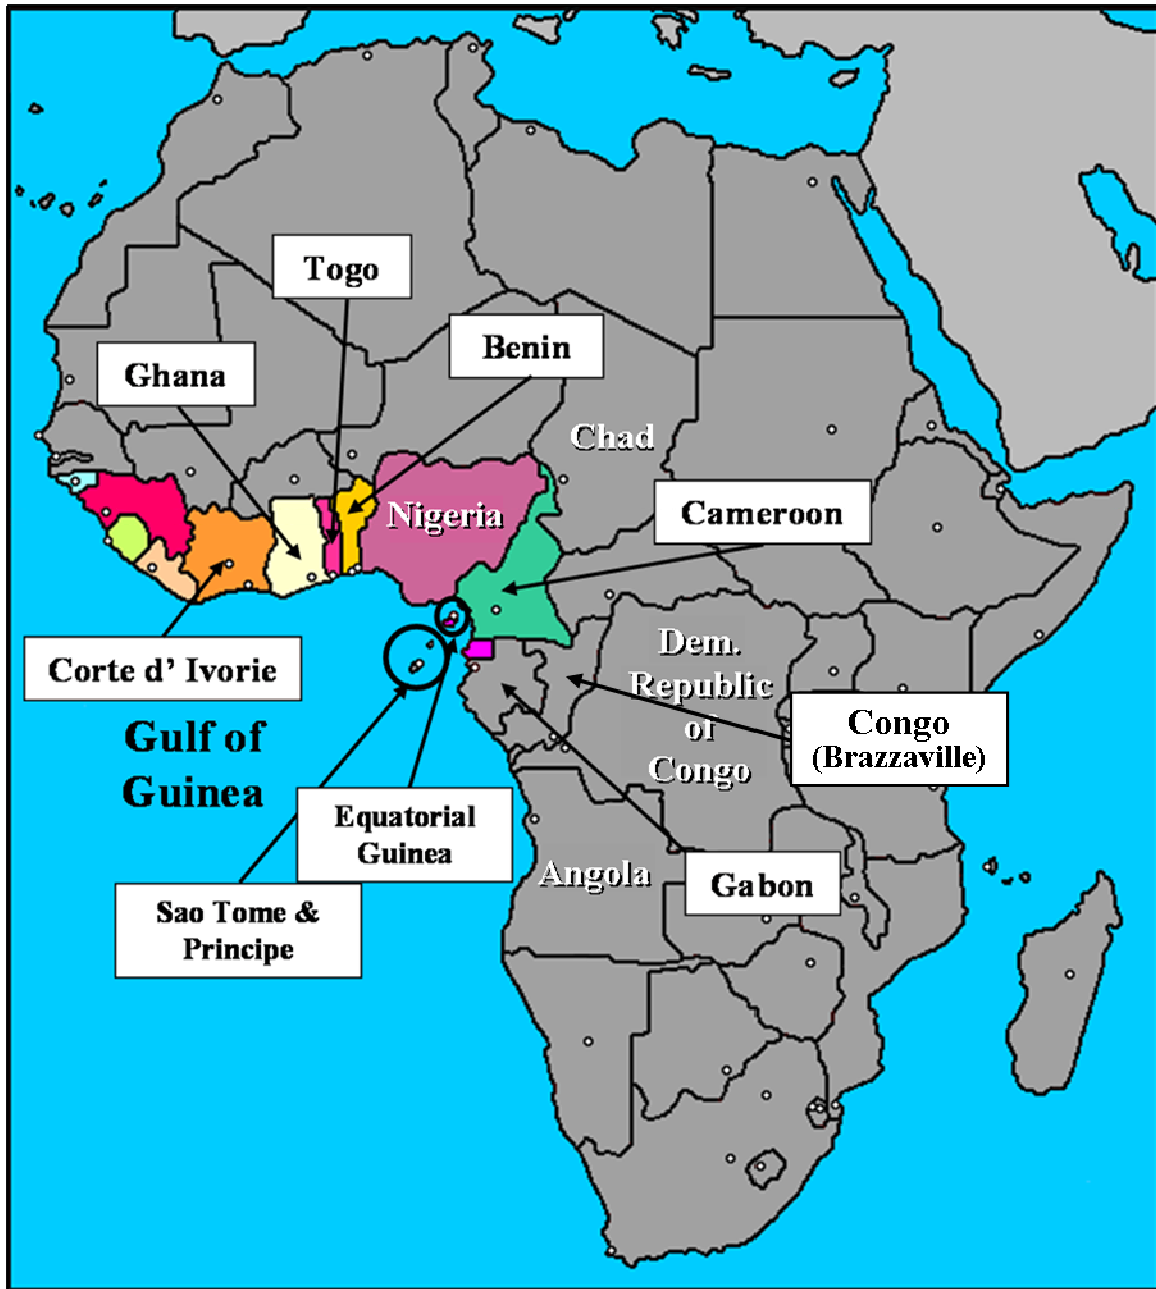 Togo
Benin
Ghana
Chad
Nigeria
Cameroon
Corte d’ Ivorie
Dem.
Republic
of
Congo
Gulf of
Guinea
Congo
(Brazzaville)
Equatorial
Guinea
Angola
Gabon
Sao Tome &
Principe